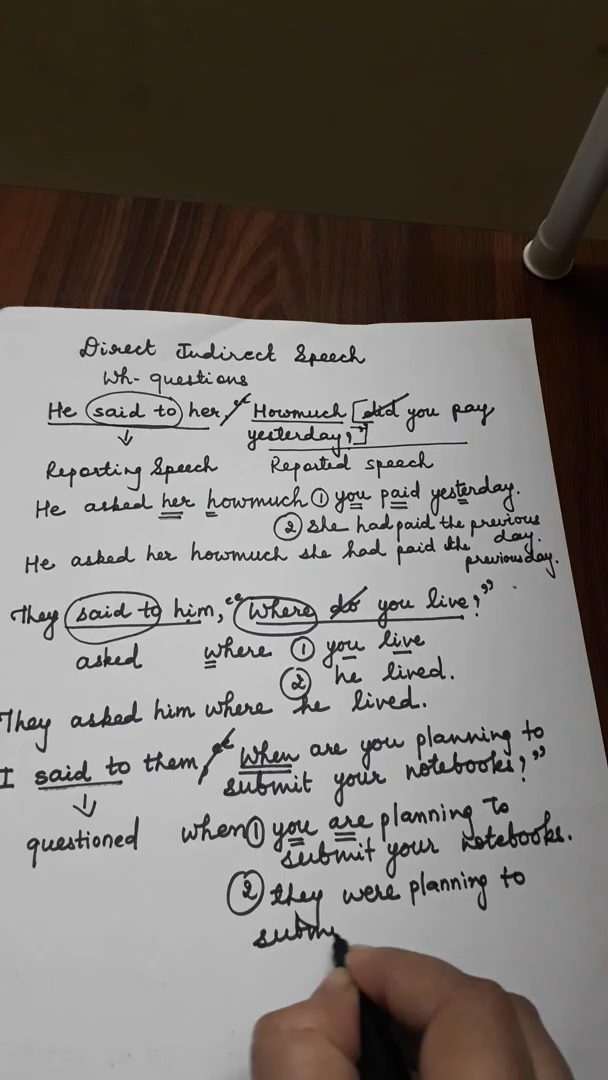 Direct Indirect Speech
Wh- questions
He said to her, “ Howmuch [did you pay
yesterday?”]
Reporting Speech Reported speech
He asked her howmuch ① you paid yesterday.
② she had paid the previous
day.
He asked her howmuch she had paid the
previousday.
They said to him, “Where do you live?”
asked where ① you live
② he lived.
They asked him where he lived.
I said to them, “ When are you planning to
submit your notebooks?”
questioned when ① you are planning to
submit your notebooks.
② they were planning to
subm